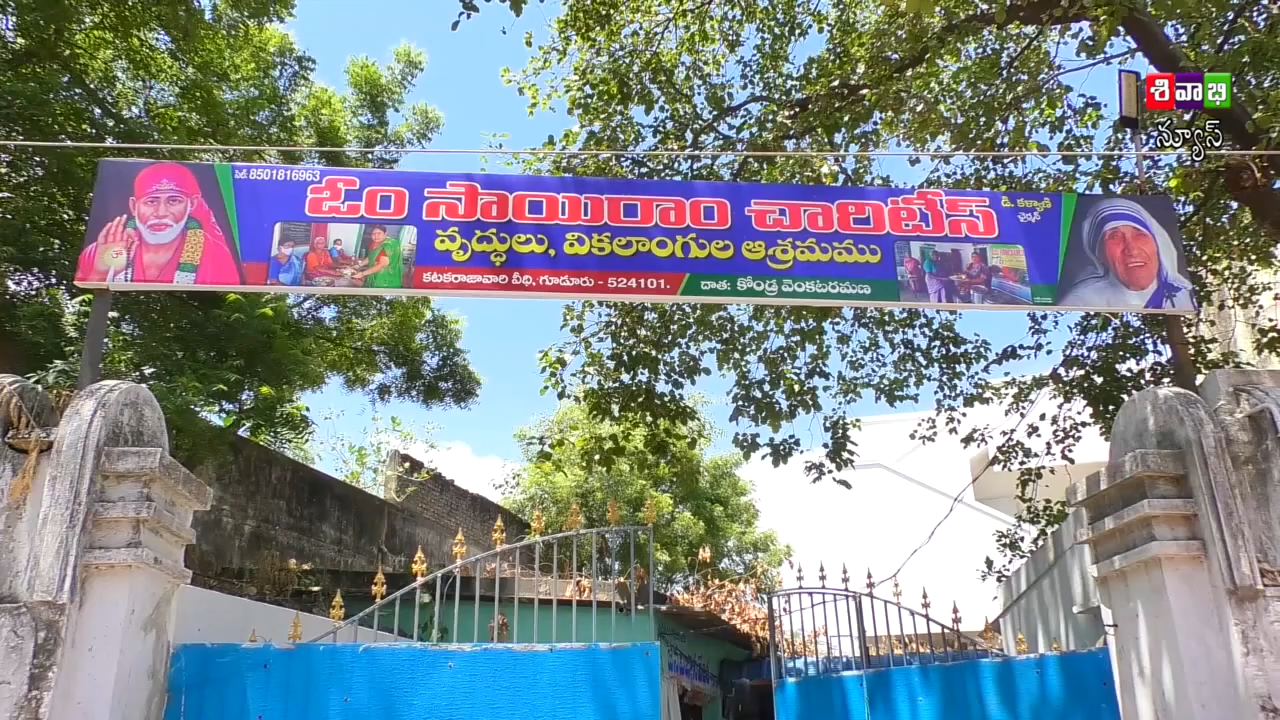 శివాభి
న్యూస్
సెల్: 8501816963
ఓం సాయిరాం చారిటీస్
డి. కళ్యాణి
చైర్మన్
వృద్ధులు, వికలాంగుల ఆశ్రమము
కటకరాజావారి వీధి, గూడూరు - 524101.
దాత: కోండ్ర వెంకటరమణ